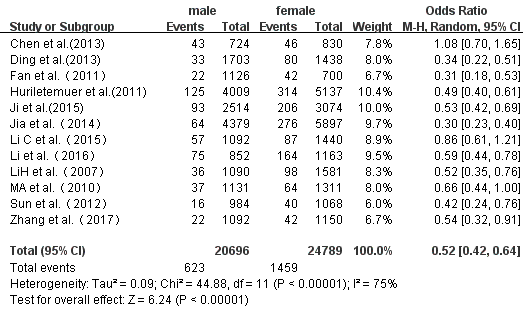 male female Odds Ratio
Study or Subgroup Events Total Events Total Weight M-H, Random, 95% CI
Chen et al.(2013) 43 724 46 830 7.8% 1.08 [0.70, 1.65]
Ding et al.(2013) 33 1703 80 1438 8.0% 0.34 [0.22, 0.51]
Fan et al. (2011) 22 1126 42 700 6.7% 0.31 [0.18, 0.53]
Huriletemuer et al.(2011) 125 4009 314 5137 10.4% 0.49 [0.40, 0.61]
Ji et al.(2015) 93 2514 206 3074 10.0% 0.53 [0.42, 0.69]
Jia et al. (2014) 64 4379 276 5897 9.7% 0.30 [0.23, 0.40]
Li C et al. (2015) 57 1092 87 1440 8.8% 0.86 [0.61, 1.21]
Li et al. (2016) 75 852 164 1163 9.5% 0.59 [0.44, 0.78]
LiH et al. (2007) 36 1090 98 1581 8.3% 0.52 [0.35, 0.76]
MA et al. (2010) 37 1131 64 1311 8.0% 0.66 [0.44, 1.00]
Sun et al. (2012) 16 984 40 1068 6.2% 0.42 [0.24, 0.76]
Zhang et al. (2017) 22 1092 42 1150 6.7% 0.54 [0.32, 0.91]
Total (95% CI) 20696 24789 100.0% 0.52 [0.42, 0.64]
Total events 623 1459
Heterogeneity: Tau² = 0.09; Chi² = 44.88, df = 11 (P < 0.00001); I² = 75%
Test for overall effect: Z = 6.24 (P < 0.00001)